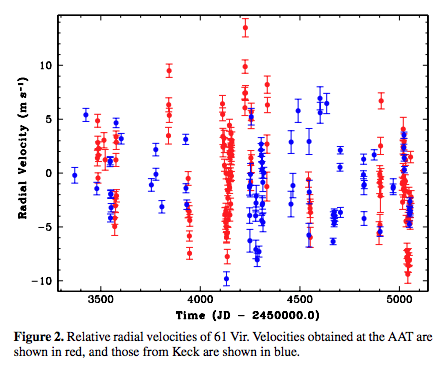 10
5
0
−5
−10
Radial Velocity (m s⁻¹)
3500 4000 4500 5000
Time (JD − 2450000.0)
Figure 2. Relative radial velocities of 61 Vir. Velocities obtained at the AAT are
shown in red, and those from Keck are shown in blue.